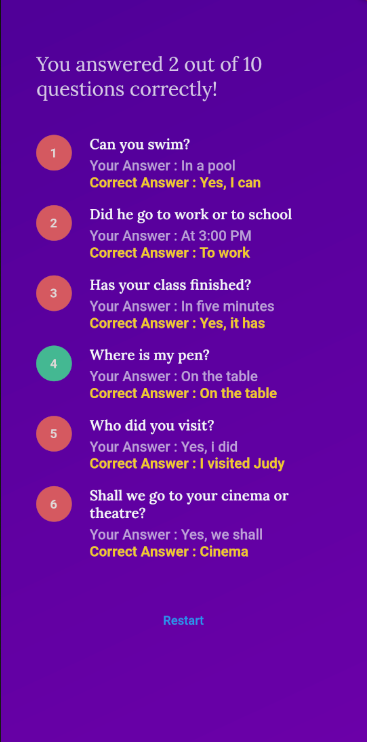 You answered 2 out of 10
questions correctly!
1
Can you swim?
Your Answer : In a pool
Correct Answer : Yes, I can
2
Did he go to work or to school
Your Answer : At 3:00 PM
Correct Answer : To work
3
Has your class finished?
Your Answer : In five minutes
Correct Answer : Yes, it has
4
Where is my pen?
Your Answer : On the table
Correct Answer : On the table
5
Who did you visit?
Your Answer : Yes, i did
Correct Answer : I visited Judy
6
Shall we go to your cinema or
theatre?
Your Answer : Yes, we shall
Correct Answer : Cinema
Restart